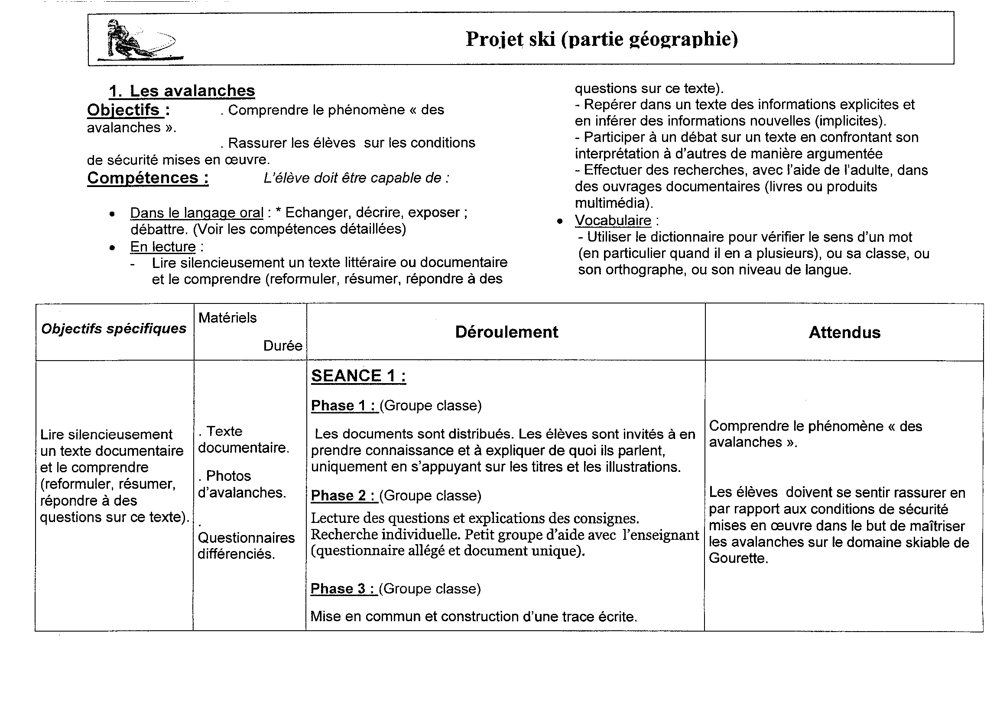 Projet ski (partie géographie)
1. Les avalanches
Objectifs : . Comprendre le phénomène « des
avalanches ».
. Rassurer les élèves sur les conditions
de sécurité mises en œuvre.
Compétences : L'élève doit être capable de :
• Dans le langage oral : * Echanger, décrire, exposer ;
débattre. (Voir les compétences détaillées)
• En lecture :
- Lire silencieusement un texte littéraire ou documentaire
et le comprendre (reformuler, résumer, répondre à des
questions sur ce texte).
- Repérer dans un texte des informations explicites et
en inférer des informations nouvelles (implicites).
- Participer à un débat sur un texte en confrontant son
interprétation à d'autres de manière argumentée
- Effectuer des recherches, avec l'aide de l'adulte, dans
des ouvrages documentaires (livres ou produits
multimédia).
• Vocabulaire :
- Utiliser le dictionnaire pour vérifier le sens d'un mot
(en particulier quand il en a plusieurs), ou sa classe, ou
son orthographe, ou son niveau de langue.
Objectifs spécifiques
Matériels
Durée
Déroulement
Attendus
Lire silencieusement
un texte documentaire
et le comprendre
(reformuler, résumer,
répondre à des
questions sur ce texte).
. Texte
documentaire.
. Photos
d'avalanches.
.
Questionnaires
différenciés.
SEANCE 1 :
Phase 1 : (Groupe classe)
Les documents sont distribués. Les élèves sont invités à en
prendre connaissance et à expliquer de quoi ils parlent,
uniquement en s'appuyant sur les titres et les illustrations.
Phase 2 : (Groupe classe)
Lecture des questions et explications des consignes.
Recherche individuelle. Petit groupe d'aide avec l'enseignant
(questionnaire allégé et document unique).
Phase 3 : (Groupe classe)
Mise en commun et construction d'une trace écrite.
Comprendre le phénomène « des
avalanches ».
Les élèves doivent se sentir rassurer en
par rapport aux conditions de sécurité
mises en œuvre dans le but de maîtriser
les avalanches sur le domaine skiable de
Gourette.